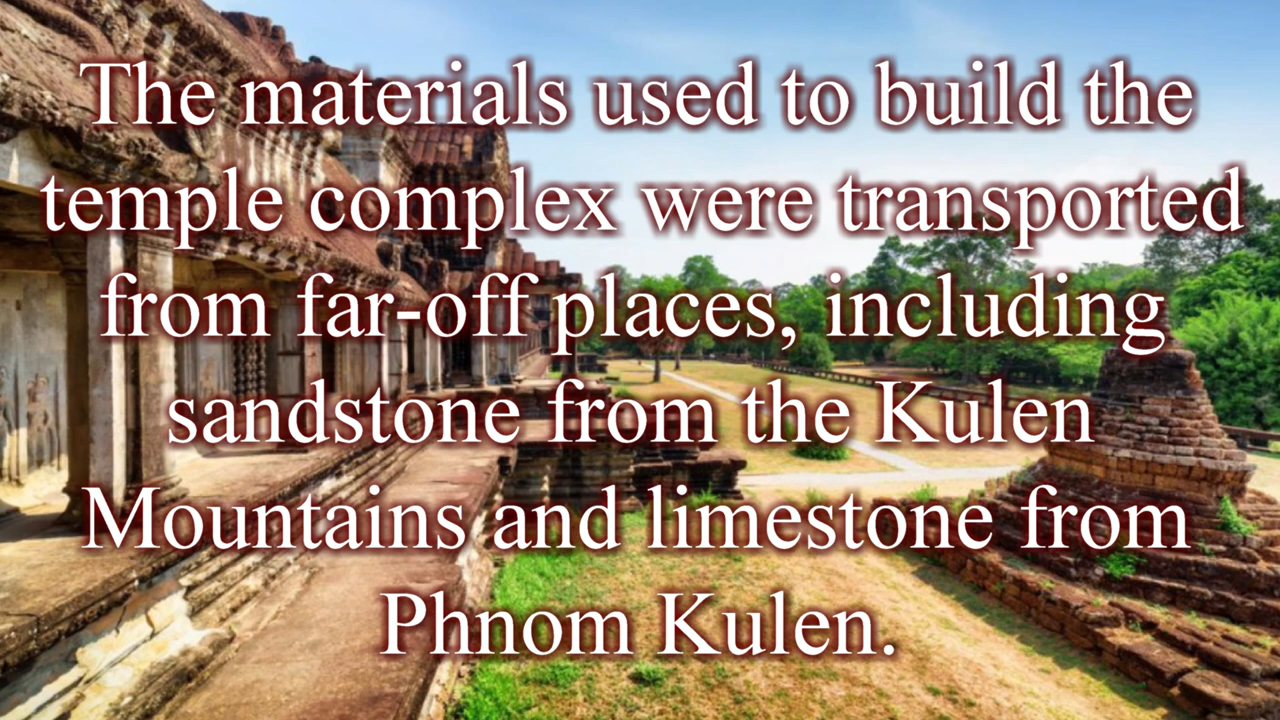 The materials used to build the
temple complex were transported
from far-off places, including
sandstone from the Kulen
Mountains and limestone from
Phnom Kulen.